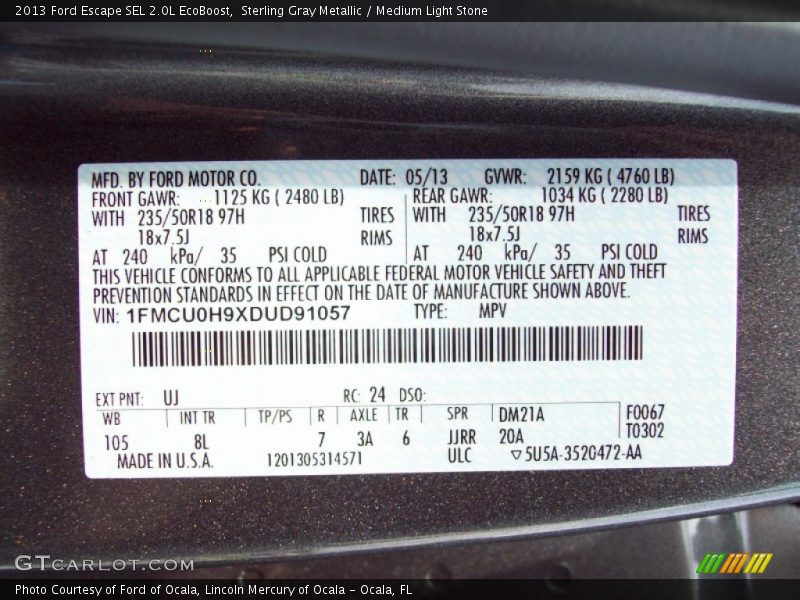 2013 Ford Escape SEL 2.0L EcoBoost, Sterling Gray Metallic / Medium Light Stone
MFD. BY FORD MOTOR CO. DATE: 05/13 GVWR: 2159 KG ( 4760 LB)
FRONT GAWR: 1125 KG ( 2480 LB) REAR GAWR: 1034 KG ( 2280 LB)
WITH 235/50R18 97H TIRES WITH 235/50R18 97H TIRES
18x7.5J RIMS 18x7.5J RIMS
AT 240 kPa/ 35 PSI COLD AT 240 kPa/ 35 PSI COLD
THIS VEHICLE CONFORMS TO ALL APPLICABLE FEDERAL MOTOR VEHICLE SAFETY AND THEFT
PREVENTION STANDARDS IN EFFECT ON THE DATE OF MANUFACTURE SHOWN ABOVE.
VIN: 1FMCU0H9XDUD91057 TYPE: MPV
EXT PNT: UJ RC: 24 DSO:
WB INT TR TP/PS R AXLE TR SPR DM21A F0067
105 8L 7 3A 6 JJRR 20A T0302
MADE IN U.S.A. 1201305314571 ULC ▽5U5A-3520472-AA
GTCARLOT.COM
Photo Courtesy of Ford of Ocala, Lincoln Mercury of Ocala - Ocala, FL